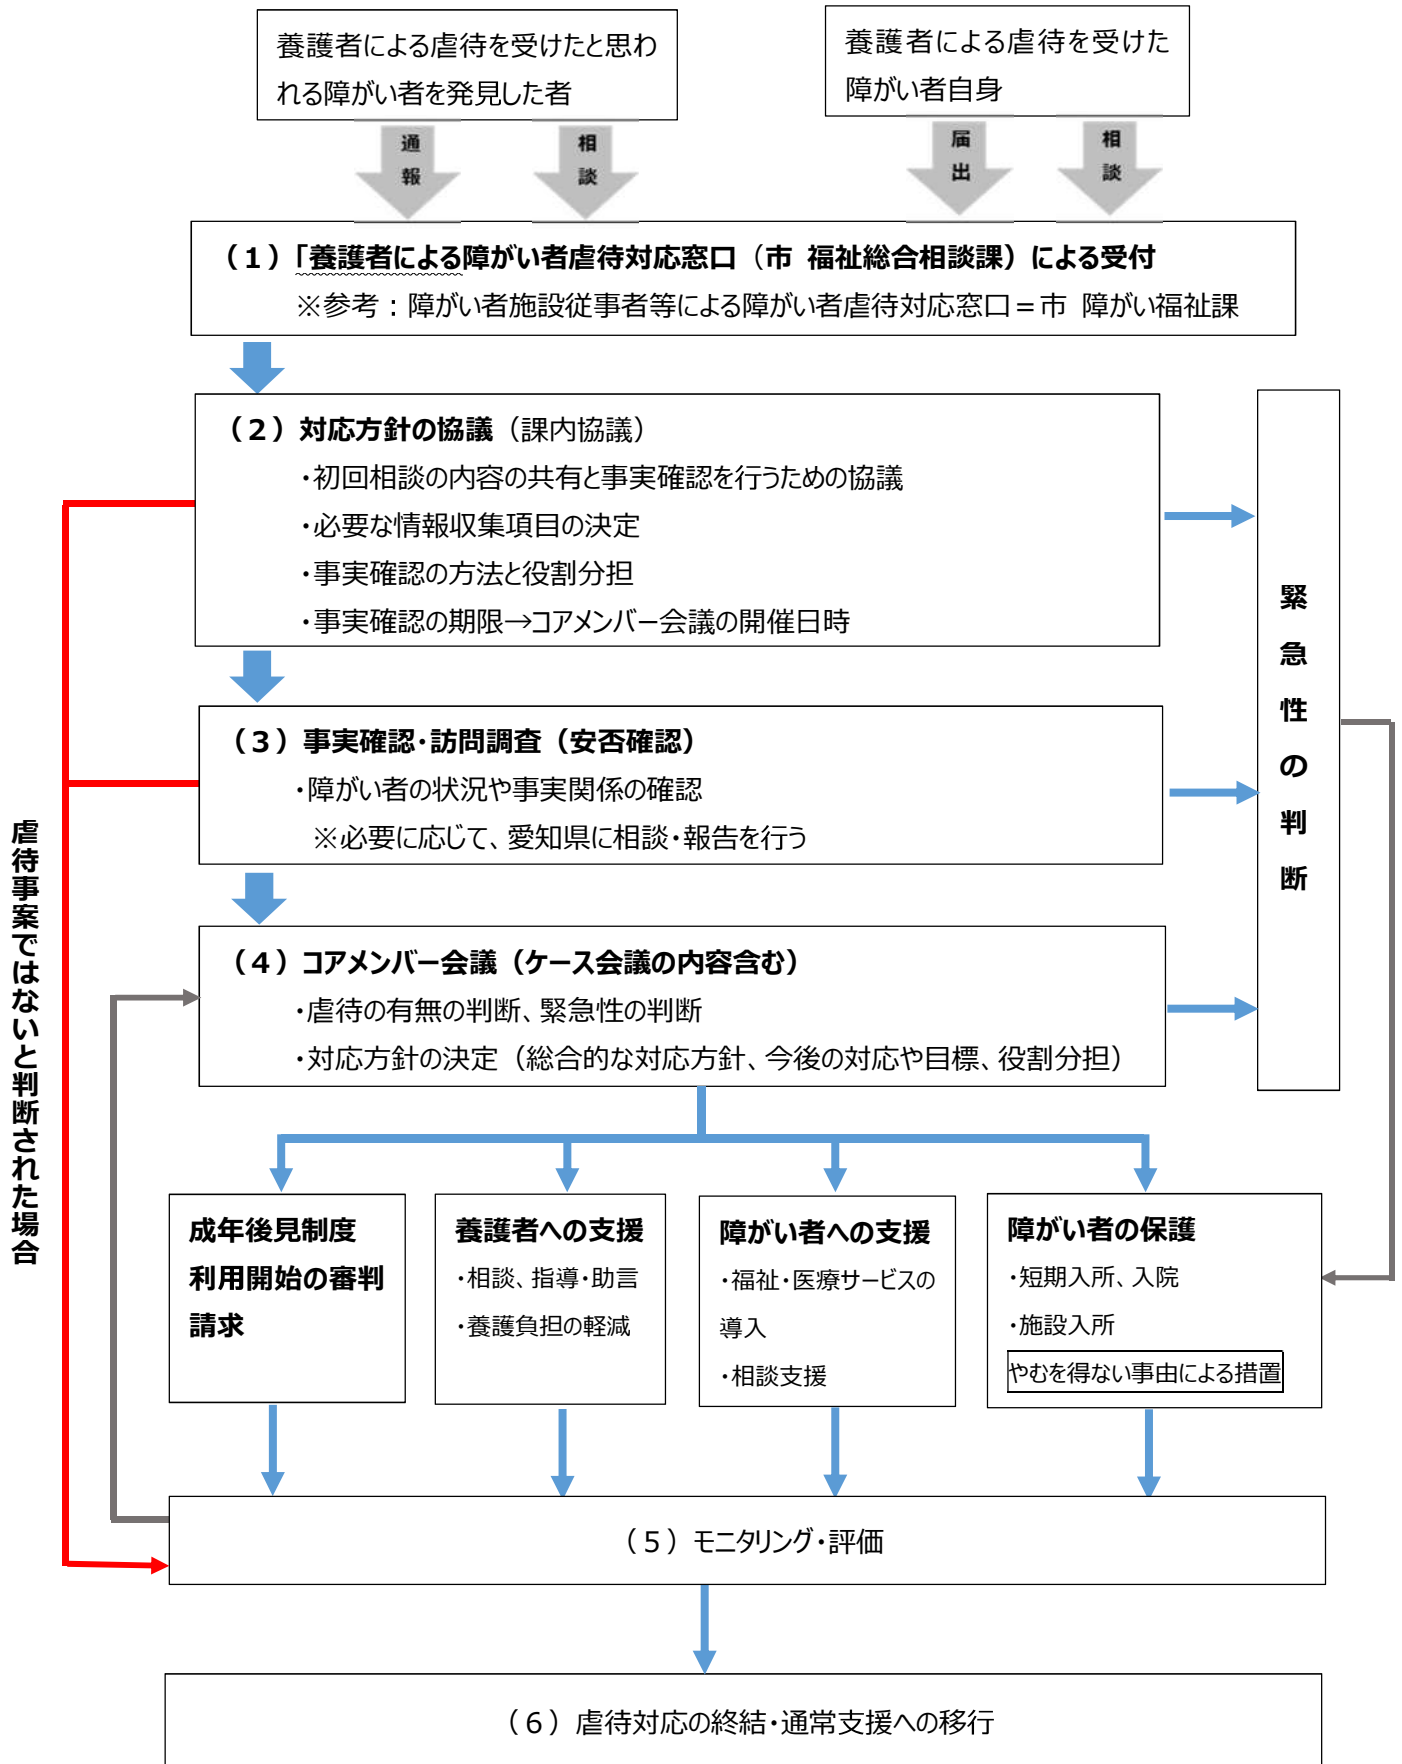 養護者による虐待を受けたと思わ
れる障がい者を発見した者
養護者による虐待を受けた
障がい者自身
通報
相談
届出
相談
（１）「養護者による障がい者虐待対応窓口（市 福祉総合相談課）による受付
※参考：障がい者施設従事者等による障がい者虐待対応窓口＝市 障がい福祉課
（２）対応方針の協議（課内協議）
・初回相談の内容の共有と事実確認を行うための協議
・必要な情報収集項目の決定
・事実確認の方法と役割分担
・事実確認の期限→コアメンバー会議の開催日時
緊急性の判断
（３）事実確認・訪問調査（安否確認）
・障がい者の状況や事実関係の確認
※必要に応じて、愛知県に相談・報告を行う
虐待事案ではないと判断された場合
（４）コアメンバー会議（ケース会議の内容含む）
・虐待の有無の判断、緊急性の判断
・対応方針の決定（総合的な対応方針、今後の対応や目標、役割分担）
成年後見制度
利用開始の審判
請求
養護者への支援
・相談、指導・助言
・養護負担の軽減
障がい者への支援
・福祉・医療サービスの
導入
・相談支援
障がい者の保護
・短期入所、入院
・施設入所
やむを得ない事由による措置
（５）モニタリング・評価
（６）虐待対応の終結・通常支援への移行